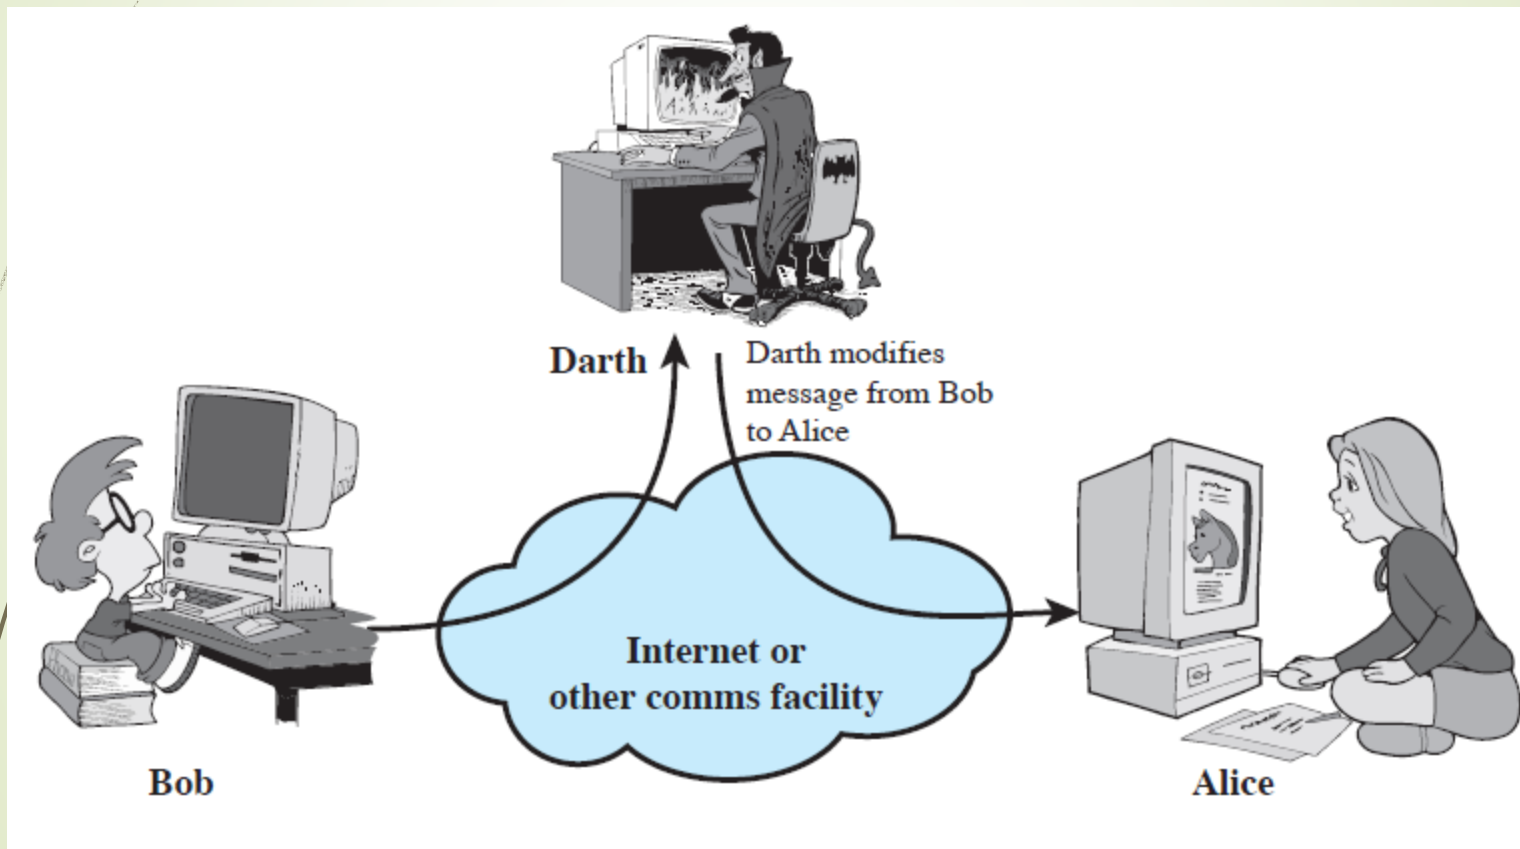 Darth
Darth modifies
message from Bob
to Alice
Internet or
other comms facility
Bob
Alice